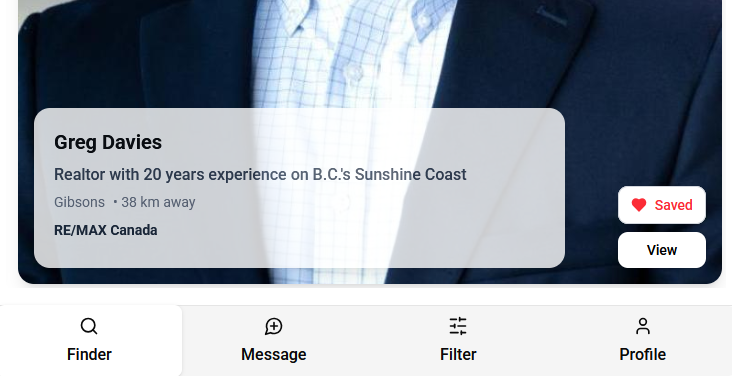 Greg Davies
Realtor with 20 years experience on B.C.'s Sunshine Coast
Gibsons • 38 km away
RE/MAX Canada
Saved
View
Finder
Message
Filter
Profile